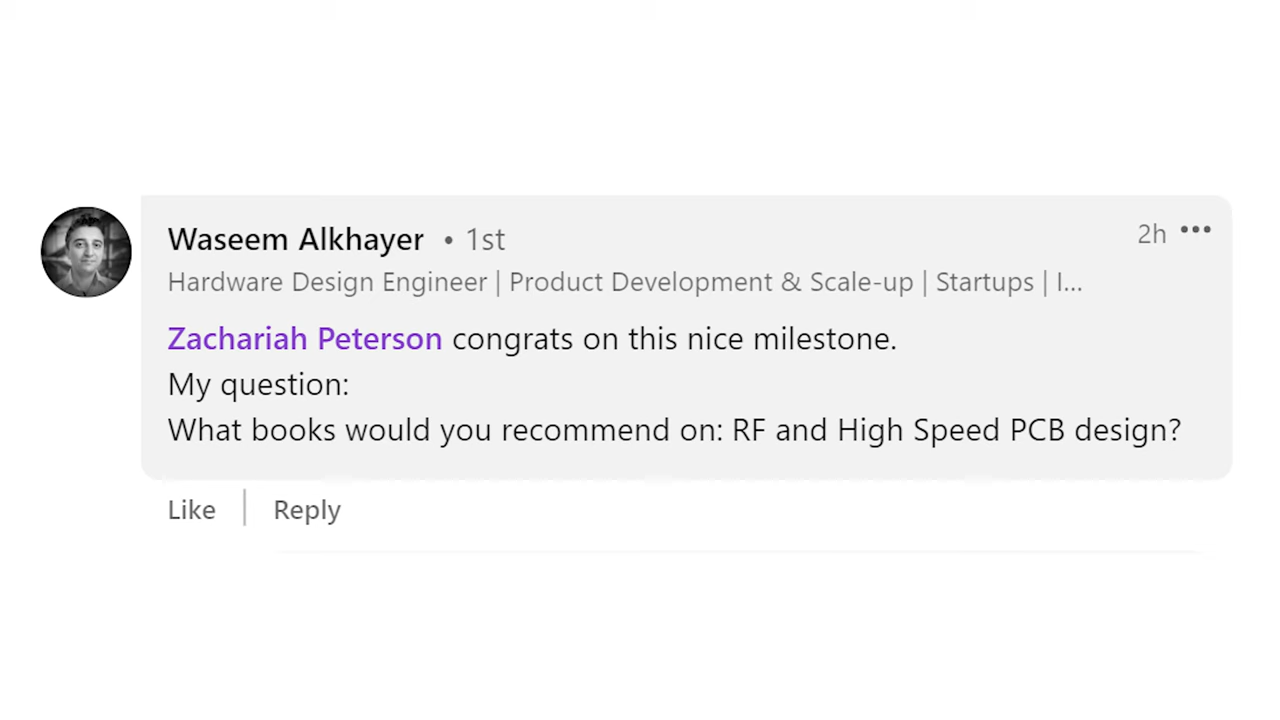 Waseem Alkhayer • 1st
2h •••
Hardware Design Engineer | Product Development & Scale-up | Startups | I...
Zachariah Peterson congrats on this nice milestone.
My question:
What books would you recommend on: RF and High Speed PCB design?
Like | Reply